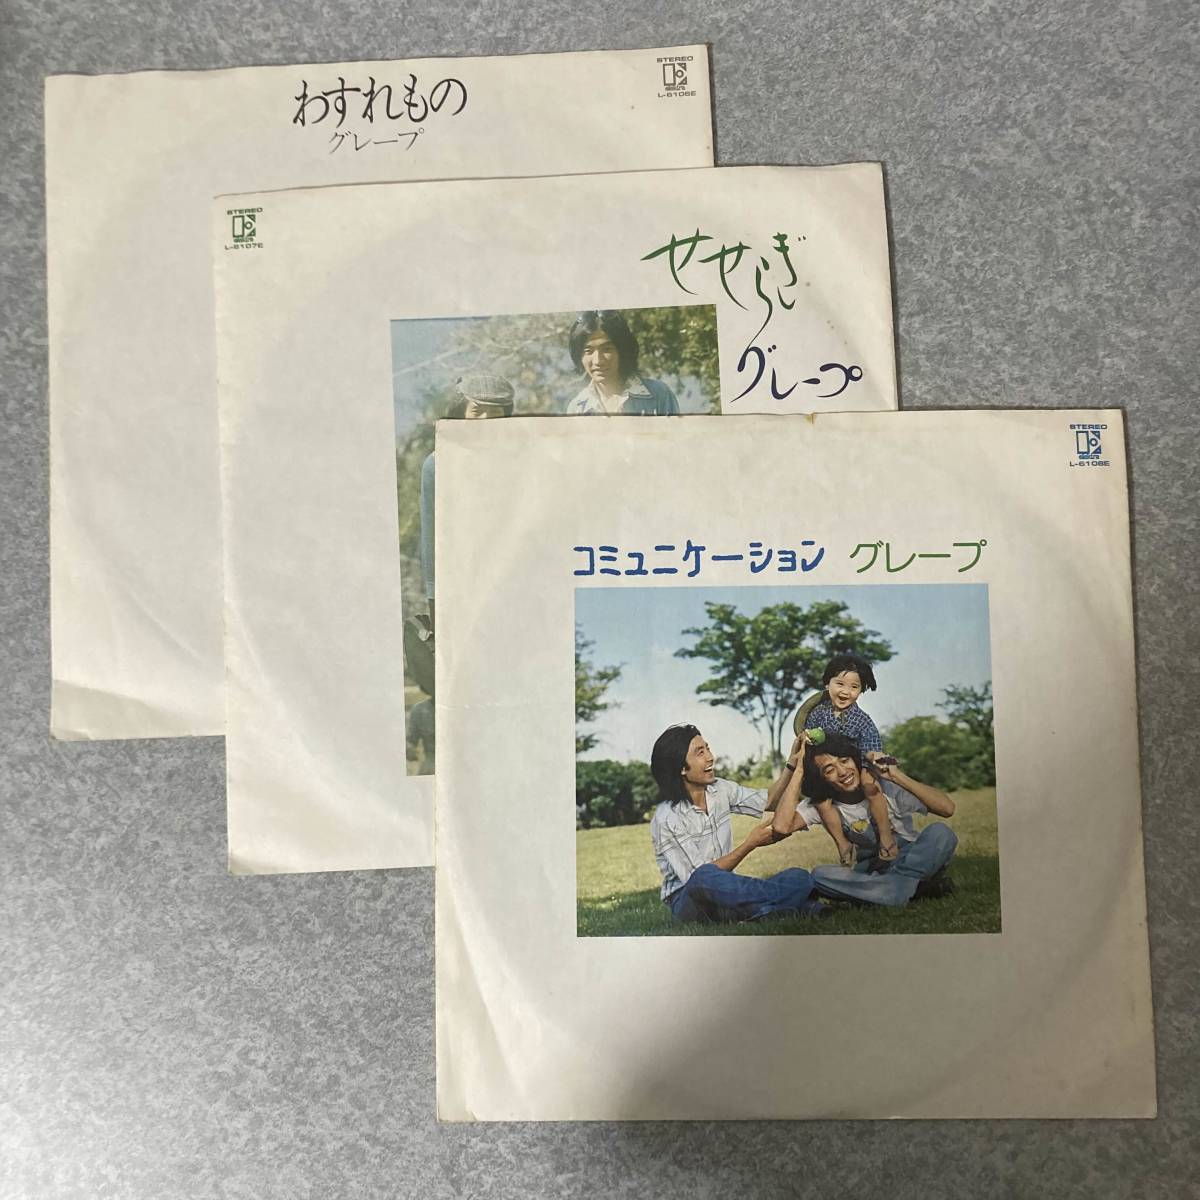 わすれもの
グレープ
STEREO
L-6106E
STEREO
L-6107E
せせらぎ
グレープ
STEREO
L-6108E
コミュニケーション グレープ